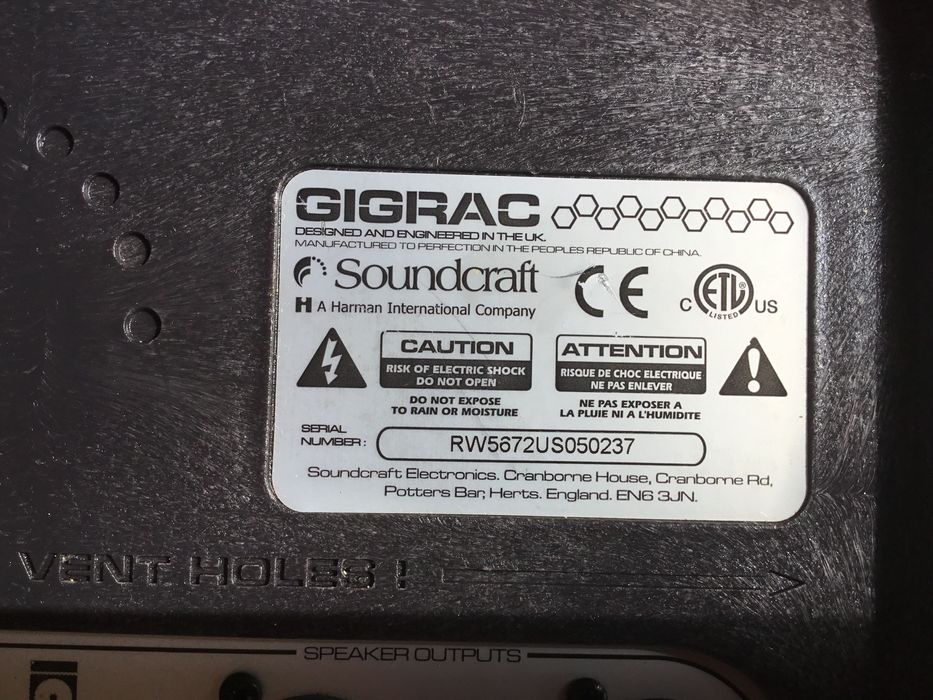 GIGRAC
DESIGNED AND ENGINEERED IN THE UK.
MANUFACTURED TO PERFECTION IN THE PEOPLES REPUBLIC OF CHINA.
Soundcraft
H A Harman International Company
CE
C ETL US
LISTED
CAUTION
RISK OF ELECTRIC SHOCK
DO NOT OPEN
DO NOT EXPOSE
TO RAIN OR MOISTURE
ATTENTION
RISQUE DE CHOC ELECTRIQUE
NE PAS ENLEVER
NE PAS EXPOSER A
LA PLUIE NI A L'HUMIDITE
SERIAL
NUMBER :
RW5672US050237
Soundcraft Electronics. Cranborne House, Cranborne Rd,
Potters Bar, Herts. England. EN6 3JN.
VENT HOLES !
SPEAKER OUTPUTS